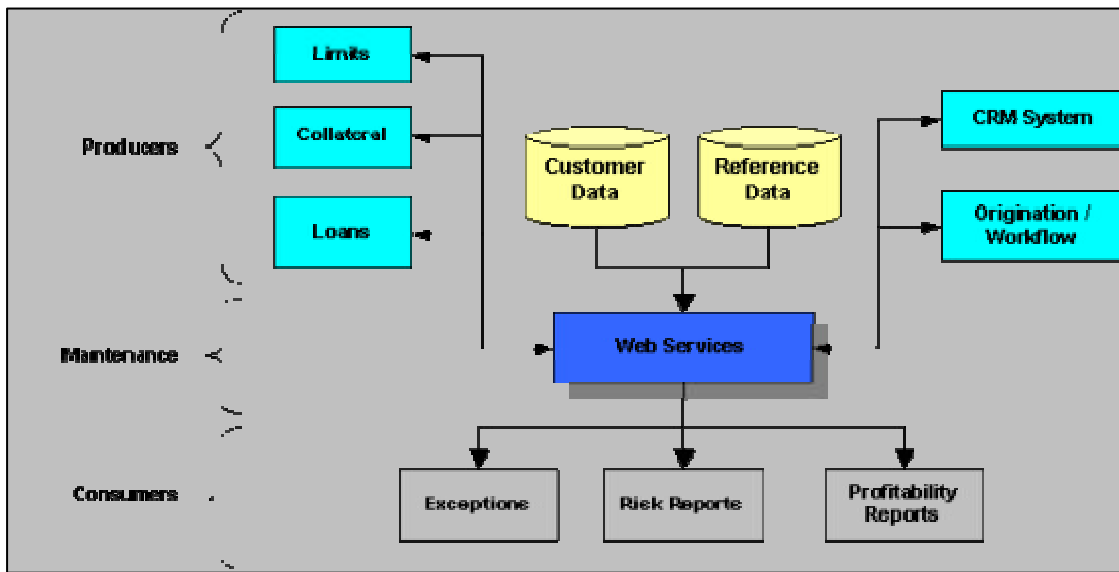 Limits
Collateral
Producers
Loans
Customer
Data
Reference
Data
CRM System
Origination /
Workflow
Maintenance
Web Services
Consumers
Exceptions
Risk Reports
Profitability
Reports